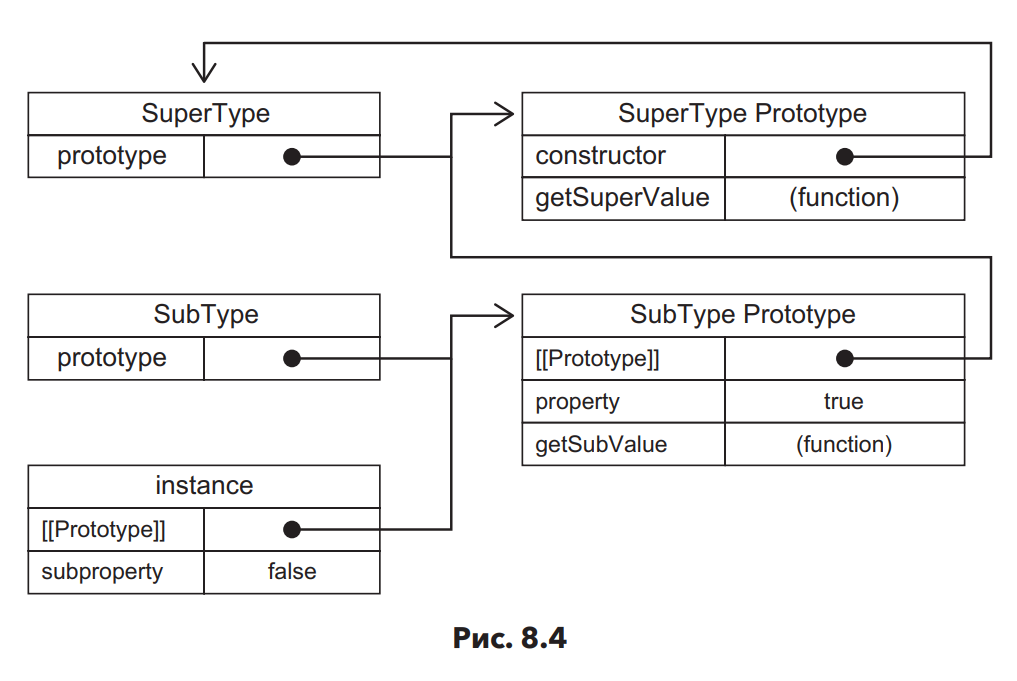 SuperType
prototype
SuperType Prototype
constructor
getSuperValue (function)
SubType
prototype
SubType Prototype
[[Prototype]]
property true
getSubValue (function)
instance
[[Prototype]]
subproperty false
Рис. 8.4